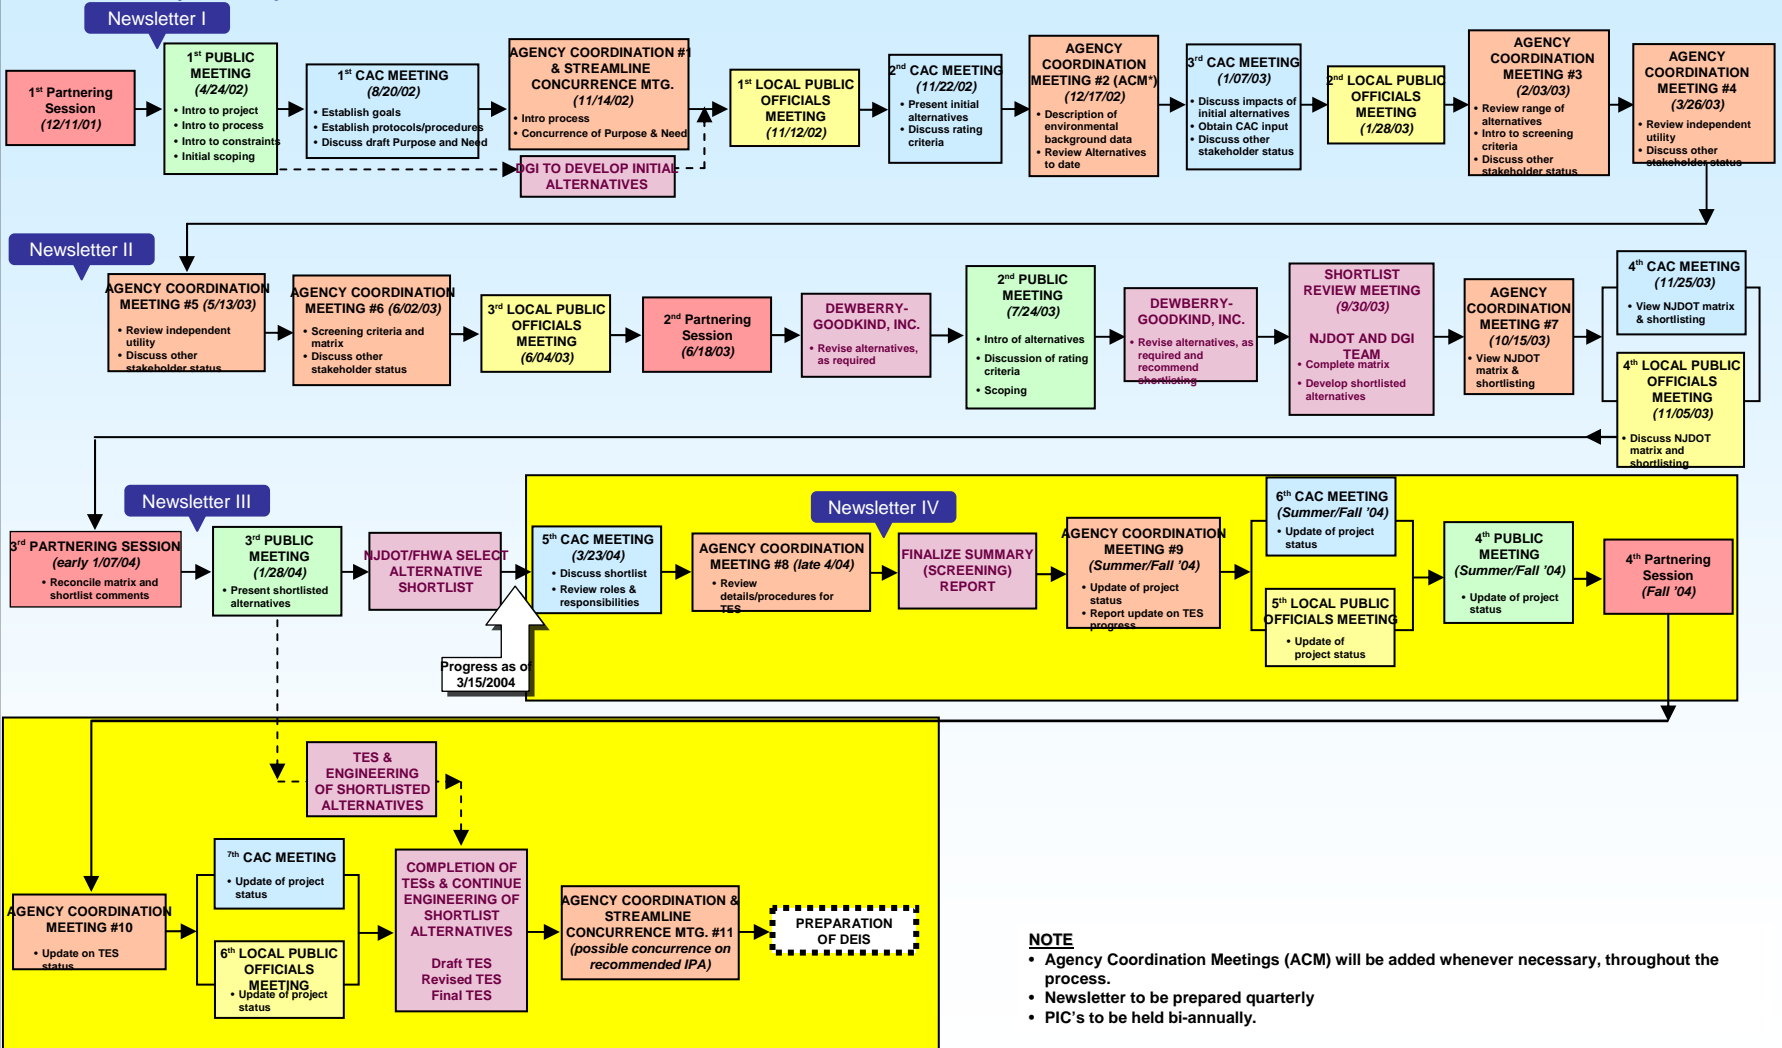 Newsletter I
1st Partnering
Session
(12/11/01)
1st PUBLIC
MEETING
(4/24/02)
• Intro to project
• Intro to process
• Intro to constraints
• Initial scoping
1st CAC MEETING
(8/20/02)
• Establish goals
• Establish protocols/procedures
• Discuss draft Purpose and Need
AGENCY COORDINATION #1
& STREAMLINE
CONCURRENCE MTG.
(11/14/02)
• Intro process
• Concurrence of Purpose & Need
DGI TO DEVELOP INITIAL
ALTERNATIVES
1st LOCAL PUBLIC
OFFICIALS
MEETING
(11/12/02)
2nd CAC MEETING
(11/22/02)
• Present initial
alternatives
• Discuss rating
criteria
AGENCY
COORDINATION
MEETING #2 (ACM*)
(12/17/02)
• Description of
environmental
background data
• Review Alternatives
to date
3rd CAC MEETING
(1/07/03)
• Discuss impacts of
initial alternatives
• Obtain CAC input
• Discuss other
stakeholder status
2nd LOCAL PUBLIC
OFFICIALS
MEETING
(1/28/03)
AGENCY
COORDINATION
MEETING #3
(2/03/03)
• Review range of
alternatives
• Intro to screening
criteria
• Discuss other
stakeholder status
AGENCY
COORDINATION
MEETING #4
(3/26/03)
• Review independent
utility
• Discuss other
stakeholder status
Newsletter II
AGENCY COORDINATION
MEETING #5 (5/13/03)
• Review independent
utility
• Discuss other
stakeholder status
AGENCY COORDINATION
MEETING #6 (6/02/03)
• Screening criteria and
matrix
• Discuss other
stakeholder status
3rd LOCAL PUBLIC
OFFICIALS
MEETING
(6/04/03)
2nd Partnering
Session
(6/18/03)
DEWBERRY-
GOODKIND, INC.
• Revise alternatives,
as required
2nd PUBLIC
MEETING
(7/24/03)
• Intro of alternatives
• Discussion of rating
criteria
• Scoping
DEWBERRY-
GOODKIND, INC.
• Revise alternatives, as
required and
recommend
shortlisting
SHORTLIST
REVIEW MEETING
(9/30/03)
NJDOT AND DGI
TEAM
• Complete matrix
• Develop shortlisted
alternatives
AGENCY
COORDINATION
MEETING #7
(10/15/03)
• View NJDOT
matrix &
shortlisting
4th CAC MEETING
(11/25/03)
• View NJDOT matrix
& shortlisting
4th LOCAL PUBLIC
OFFICIALS
MEETING
(11/05/03)
• Discuss NJDOT
matrix and
shortlisting
Newsletter III
3rd PARTNERING SESSION
(early 1/07/04)
• Reconcile matrix and
shortlist comments
3rd PUBLIC
MEETING
(1/28/04)
• Present shortlisted
alternatives
NJDOT/FHWA SELECT
ALTERNATIVE
SHORTLIST
Progress as of
3/15/2004
5th CAC MEETING
(3/23/04)
• Discuss shortlist
• Review roles &
responsibilities
AGENCY COORDINATION
MEETING #8 (late 4/04)
• Review
details/procedures for
TES
Newsletter IV
FINALIZE SUMMARY
(SCREENING)
REPORT
AGENCY COORDINATION
MEETING #9
(Summer/Fall '04)
• Update of project
status
• Report update on TES
progress
6th CAC MEETING
(Summer/Fall '04)
• Update of project
status
5th LOCAL PUBLIC
OFFICIALS MEETING
• Update of
project status
4th PUBLIC
MEETING
(Summer/Fall '04)
• Update of project
status
4th Partnering
Session
(Fall '04)
TES &
ENGINEERING
OF SHORTLISTED
ALTERNATIVES
AGENCY COORDINATION
MEETING #10
• Update on TES
status
7th CAC MEETING
• Update of project
status
6th LOCAL PUBLIC
OFFICIALS
MEETING
• Update of project
status
COMPLETION OF
TESs & CONTINUE
ENGINEERING OF
SHORTLIST
ALTERNATIVES
Draft TES
Revised TES
Final TES
AGENCY COORDINATION &
STREAMLINE
CONCURRENCE MTG. #11
(possible concurrence on
recommended IPA)
PREPARATION
OF DEIS
NOTE
• Agency Coordination Meetings (ACM) will be added whenever necessary, throughout the
process.
• Newsletter to be prepared quarterly
• PIC's to be held bi-annually.